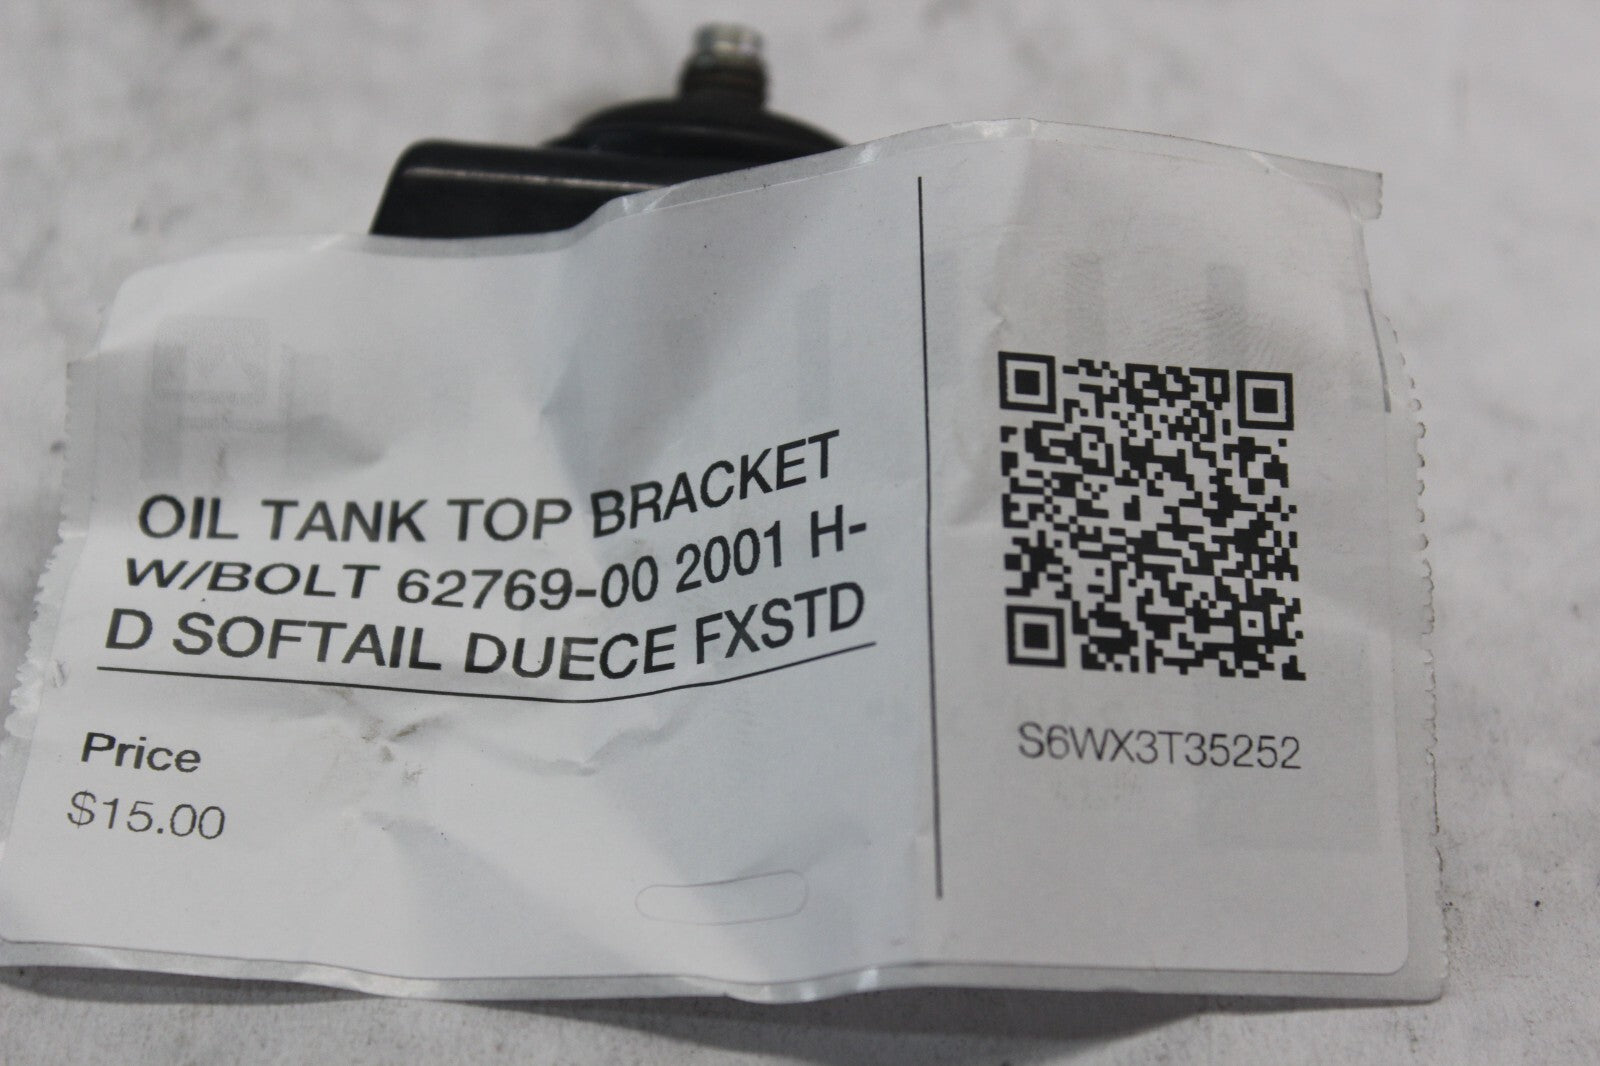 OIL TANK TOP BRACKET
W/BOLT 62769-00 2001 H-
D SOFTAIL DUECE FXSTD
Price
$15.00
S6WX3T35252